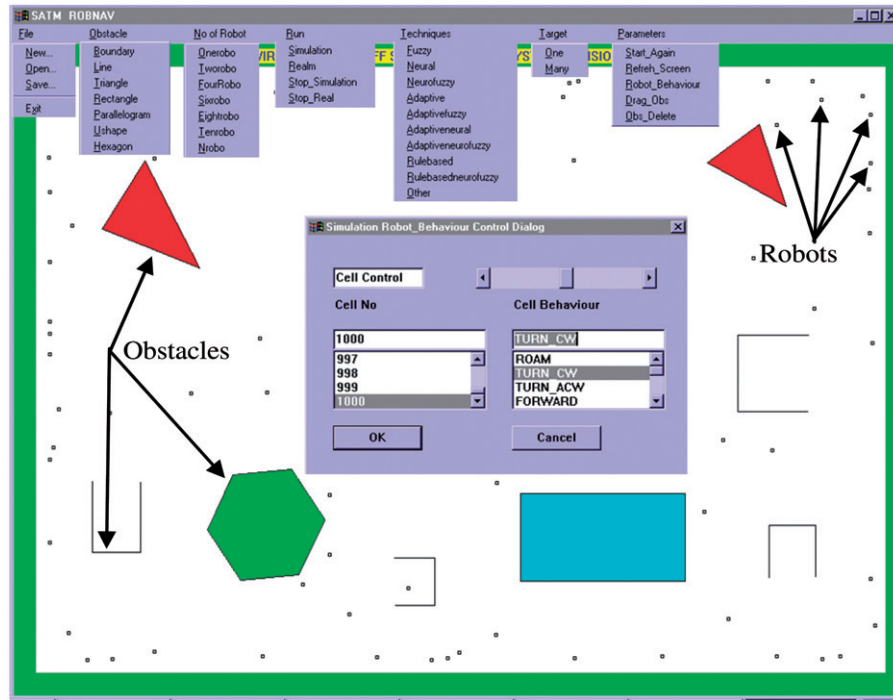 SATM ROBNAV
File Obstacle No of Robot Run Techniques Target Parameters
New...
Open...
Save...
Exit
Boundary
Line
Triangle
Rectangle
Parallelogram
Ushape
Hexagon
Onerobo
Tworobo
FourRobo
Sixrobo
Eightrobo
Tenrobo
Nrobo
Simulation
Realm
Stop_Simulation
Stop_Real
Fuzzy
Neural
Neurofuzzy
Adaptive
Adaptivefuzzy
Adaptiveneural
Adaptiveneurofuzzy
Rulebased
Rulebasedneurofuzzy
Other
One
Many
Start_Again
Refreh_Screen
Robot_Behaviour
Drag_Obs
Obs_Delete
Robots
Obstacles
Simulation Robot_Behaviour Control Dialog
Cell Control
Cell No Cell Behaviour
1000 TURN_CW
997 ROAM
998 TURN_CW
999 TURN_ACW
1000 FORWARD
OK Cancel